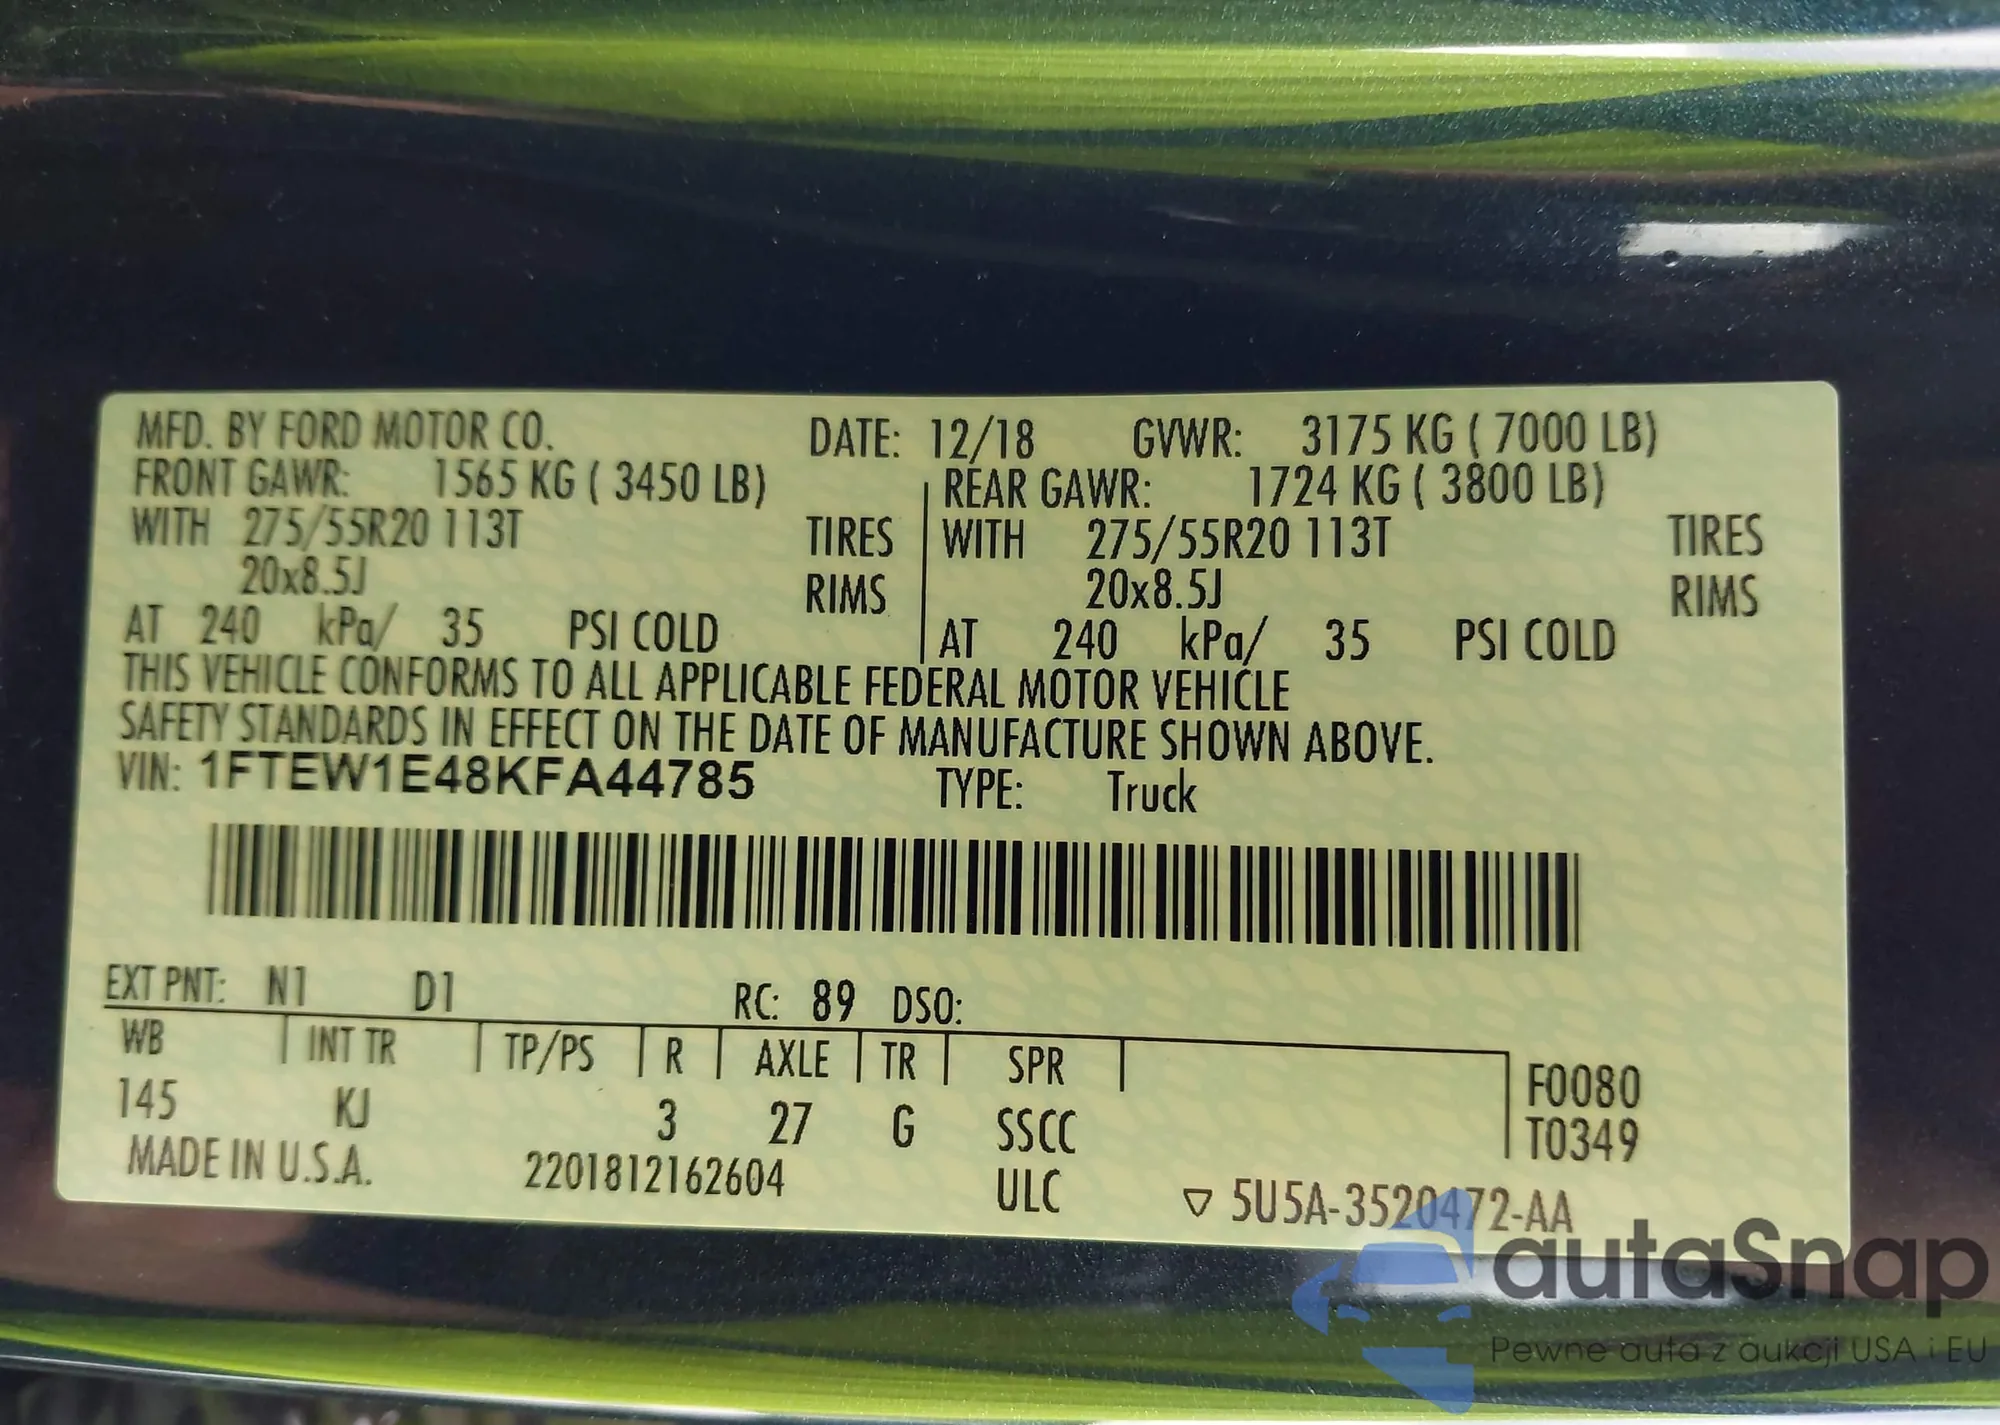 MFD. BY FORD MOTOR CO. DATE: 12/18 GVWR: 3175 KG ( 7000 LB)
FRONT GAWR: 1565 KG ( 3450 LB) REAR GAWR: 1724 KG ( 3800 LB)
WITH 275/55R20 113T TIRES WITH 275/55R20 113T TIRES
20x8.5J RIMS 20x8.5J RIMS
AT 240 kPa/ 35 PSI COLD AT 240 kPa/ 35 PSI COLD
THIS VEHICLE CONFORMS TO ALL APPLICABLE FEDERAL MOTOR VEHICLE
SAFETY STANDARDS IN EFFECT ON THE DATE OF MANUFACTURE SHOWN ABOVE.
VIN: 1FTEW1E48KFA44785 TYPE: Truck
EXT PNT: N1 D1 RC: 89 DSO:
WB INT TR TP/PS R AXLE TR SPR F0080
145 KJ 3 27 G SSCC T0349
MADE IN U.S.A. 2201812162604 ULC ▽ 5U5A-3520472-AA
autaSnap
Pewne auta z aukcji USA i EU